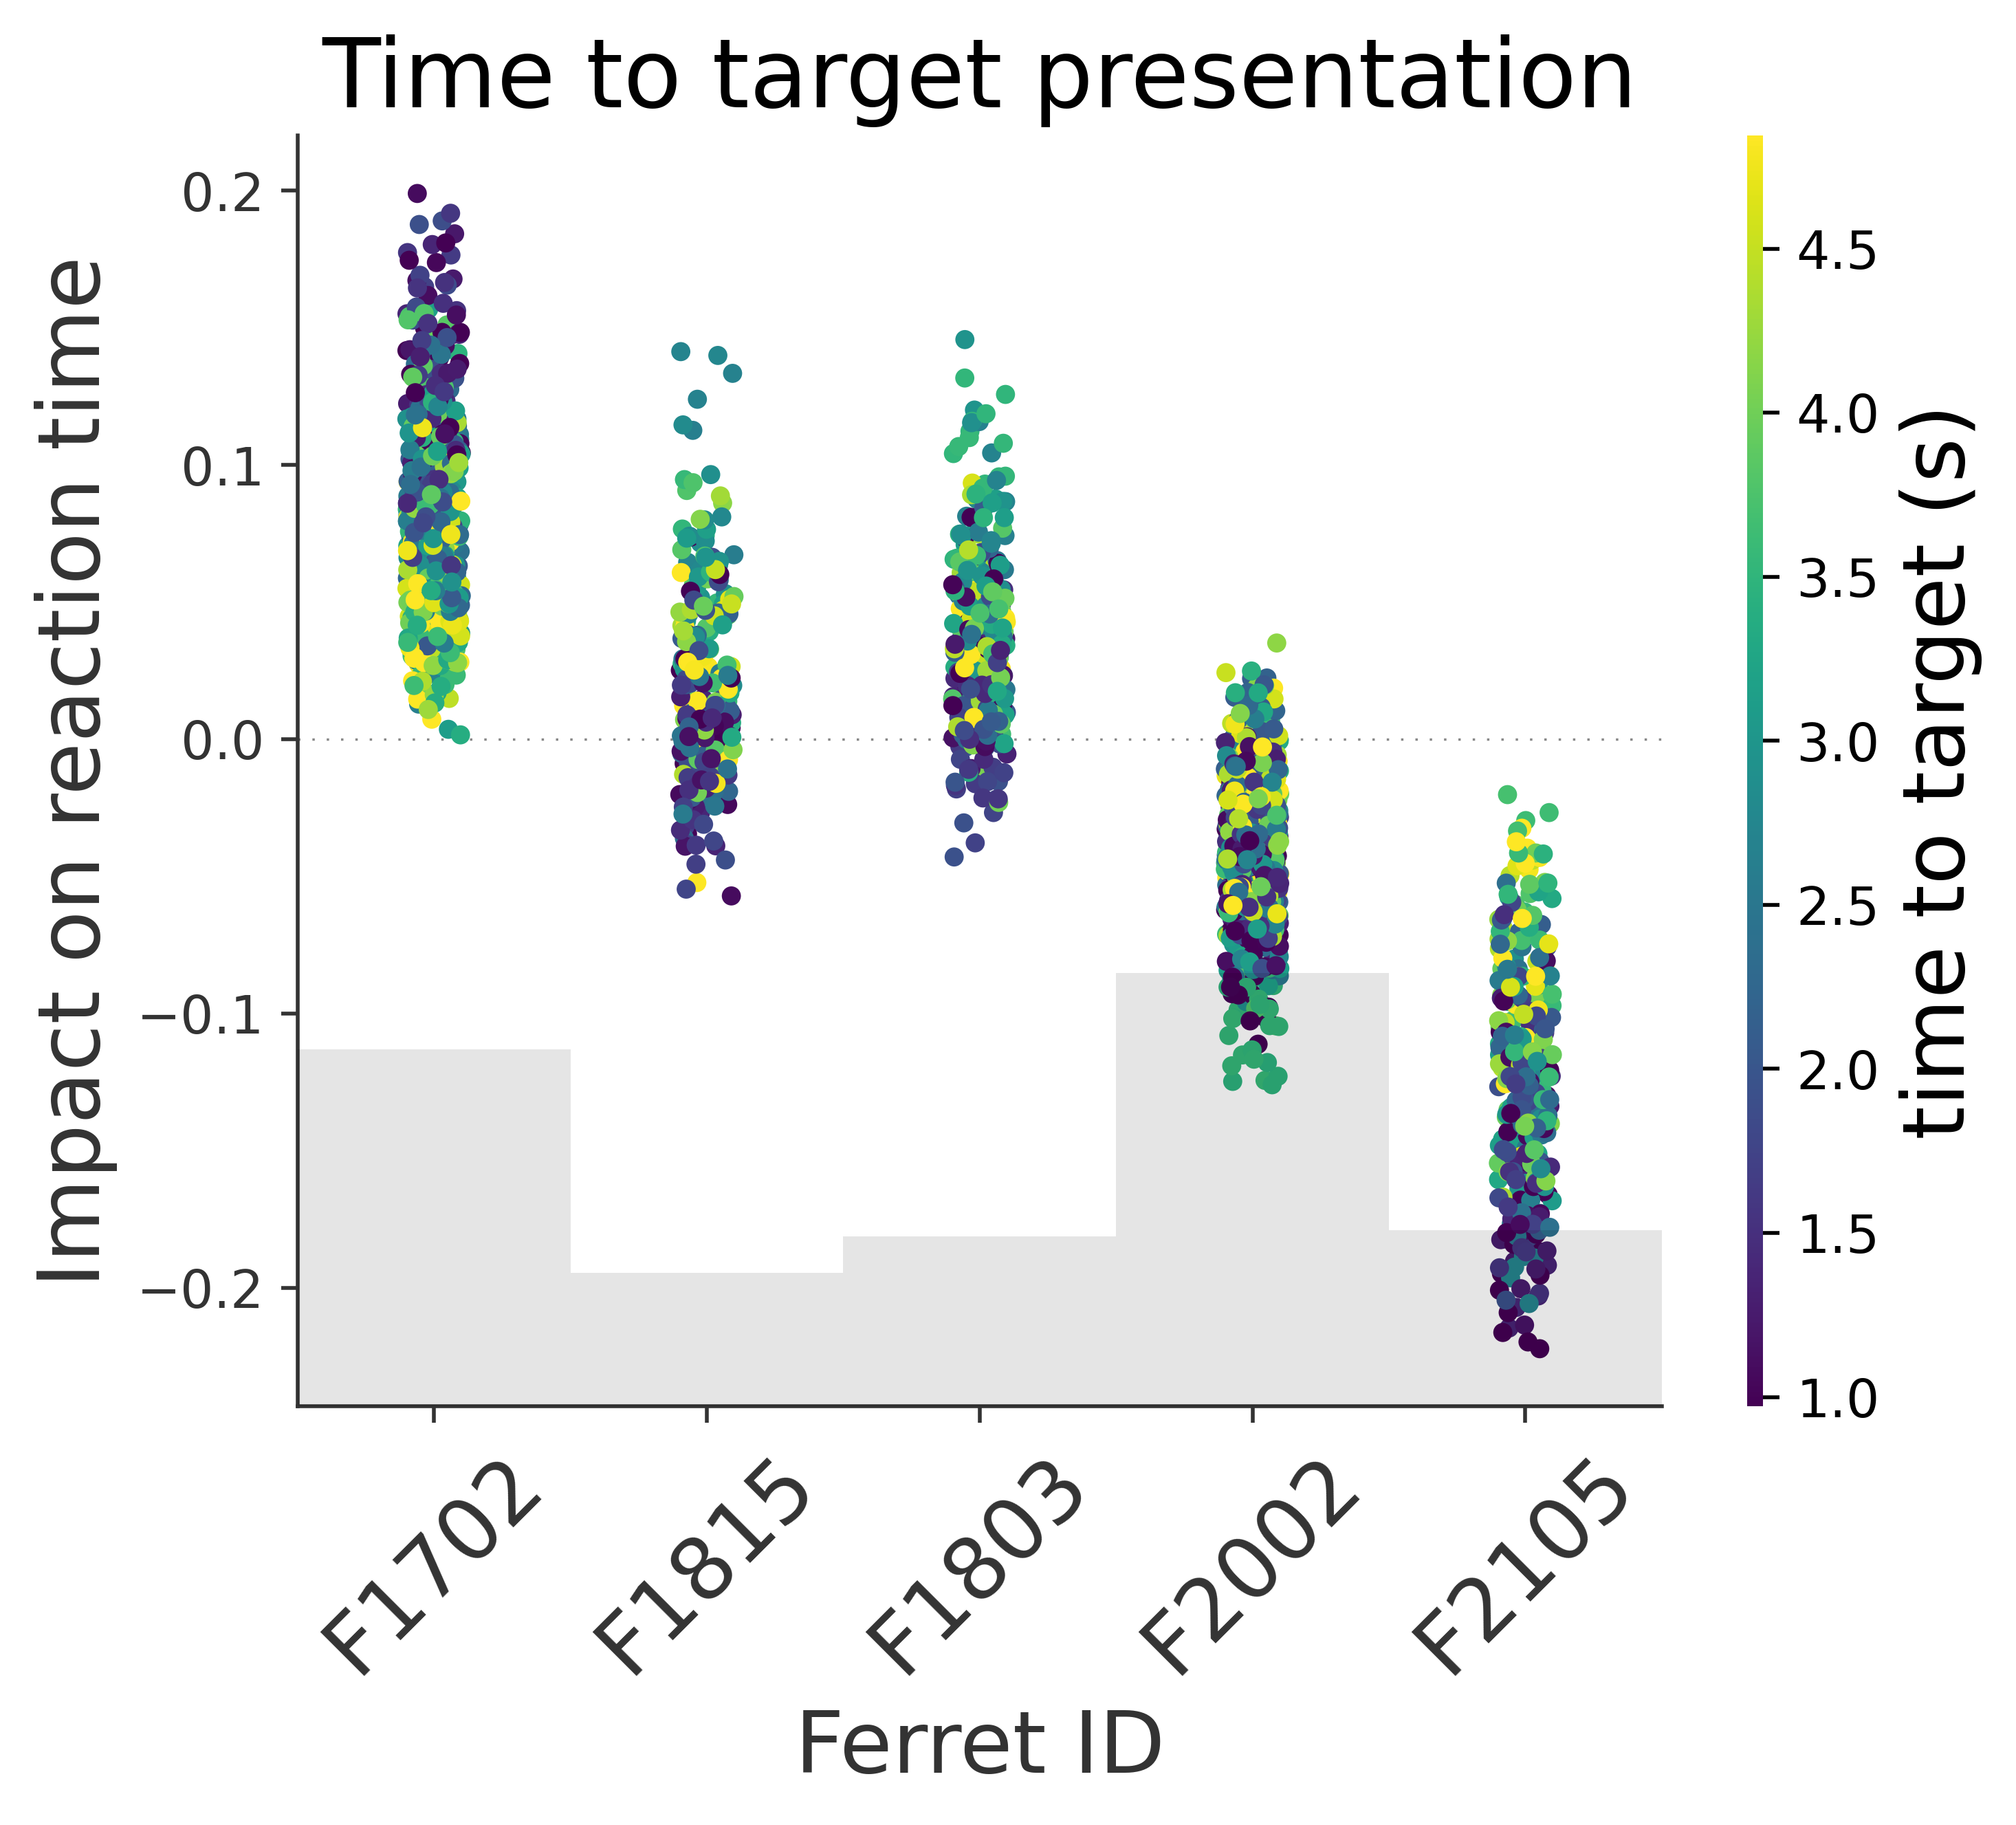 Time to target presentation
Impact on reaction time
0.2
0.1
0.0
−0.1
−0.2
F1702
F1815
F1803
F2002
F2105
Ferret ID
4.5
4.0
3.5
3.0
2.5
2.0
1.5
1.0
time to target (s)